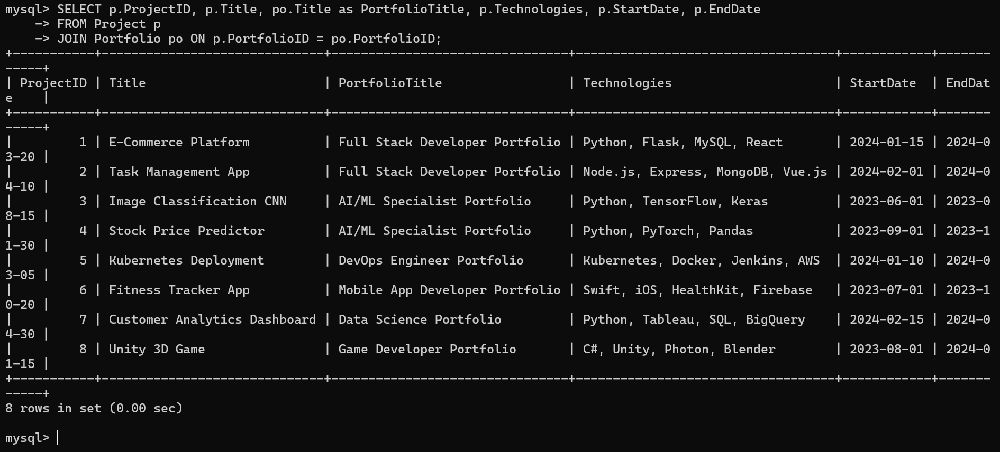 mysql> SELECT p.ProjectID, p.Title, po.Title as PortfolioTitle, p.Technologies, p.StartDate, p.EndDate
    -> FROM Project p
    -> JOIN Portfolio po ON p.PortfolioID = po.PortfolioID;
+-----------+------------------------------+--------------------------------+-----------------------------------+------------+-------
-----+
| ProjectID | Title                        | PortfolioTitle                 | Technologies                      | StartDate  | EndDat
e    |
+-----------+------------------------------+--------------------------------+-----------------------------------+------------+-------
-----+
|         1 | E-Commerce Platform          | Full Stack Developer Portfolio | Python, Flask, MySQL, React       | 2024-01-15 | 2024-0
3-20 |
|         2 | Task Management App          | Full Stack Developer Portfolio | Node.js, Express, MongoDB, Vue.js | 2024-02-01 | 2024-0
4-10 |
|         3 | Image Classification CNN     | AI/ML Specialist Portfolio     | Python, TensorFlow, Keras         | 2023-06-01 | 2023-0
8-15 |
|         4 | Stock Price Predictor        | AI/ML Specialist Portfolio     | Python, PyTorch, Pandas           | 2023-09-01 | 2023-1
1-30 |
|         5 | Kubernetes Deployment        | DevOps Engineer Portfolio      | Kubernetes, Docker, Jenkins, AWS  | 2024-01-10 | 2024-0
3-05 |
|         6 | Fitness Tracker App          | Mobile App Developer Portfolio | Swift, iOS, HealthKit, Firebase   | 2023-07-01 | 2023-1
0-20 |
|         7 | Customer Analytics Dashboard | Data Science Portfolio         | Python, Tableau, SQL, BigQuery    | 2024-02-15 | 2024-0
4-30 |
|         8 | Unity 3D Game                | Game Developer Portfolio       | C#, Unity, Photon, Blender        | 2023-08-01 | 2024-0
1-15 |
+-----------+------------------------------+--------------------------------+-----------------------------------+------------+-------
-----+
8 rows in set (0.00 sec)
mysql>